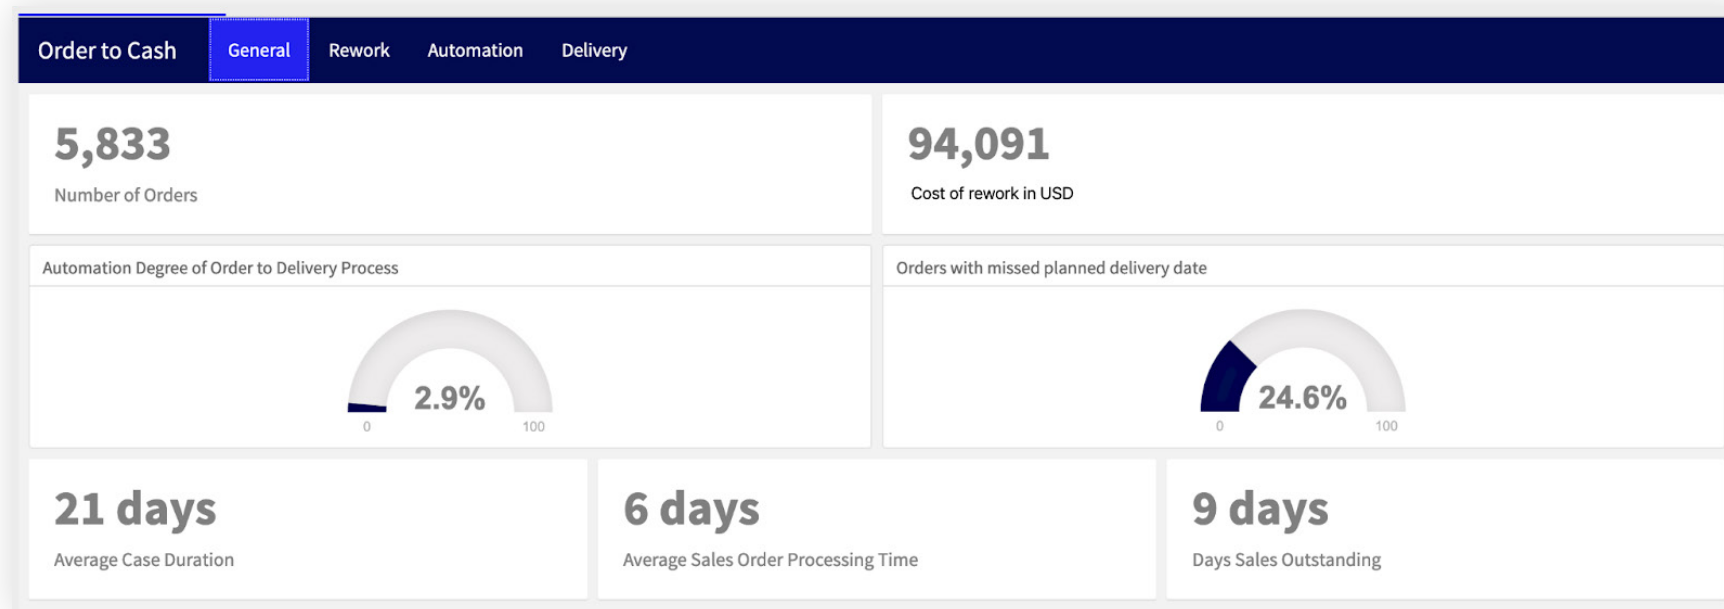 Order to Cash General Rework Automation Delivery
5,833
Number of Orders
94,091
Cost of rework in USD
Automation Degree of Order to Delivery Process
2.9%
0 100
Orders with missed planned delivery date
24.6%
0 100
21 days
Average Case Duration
6 days
Average Sales Order Processing Time
9 days
Days Sales Outstanding